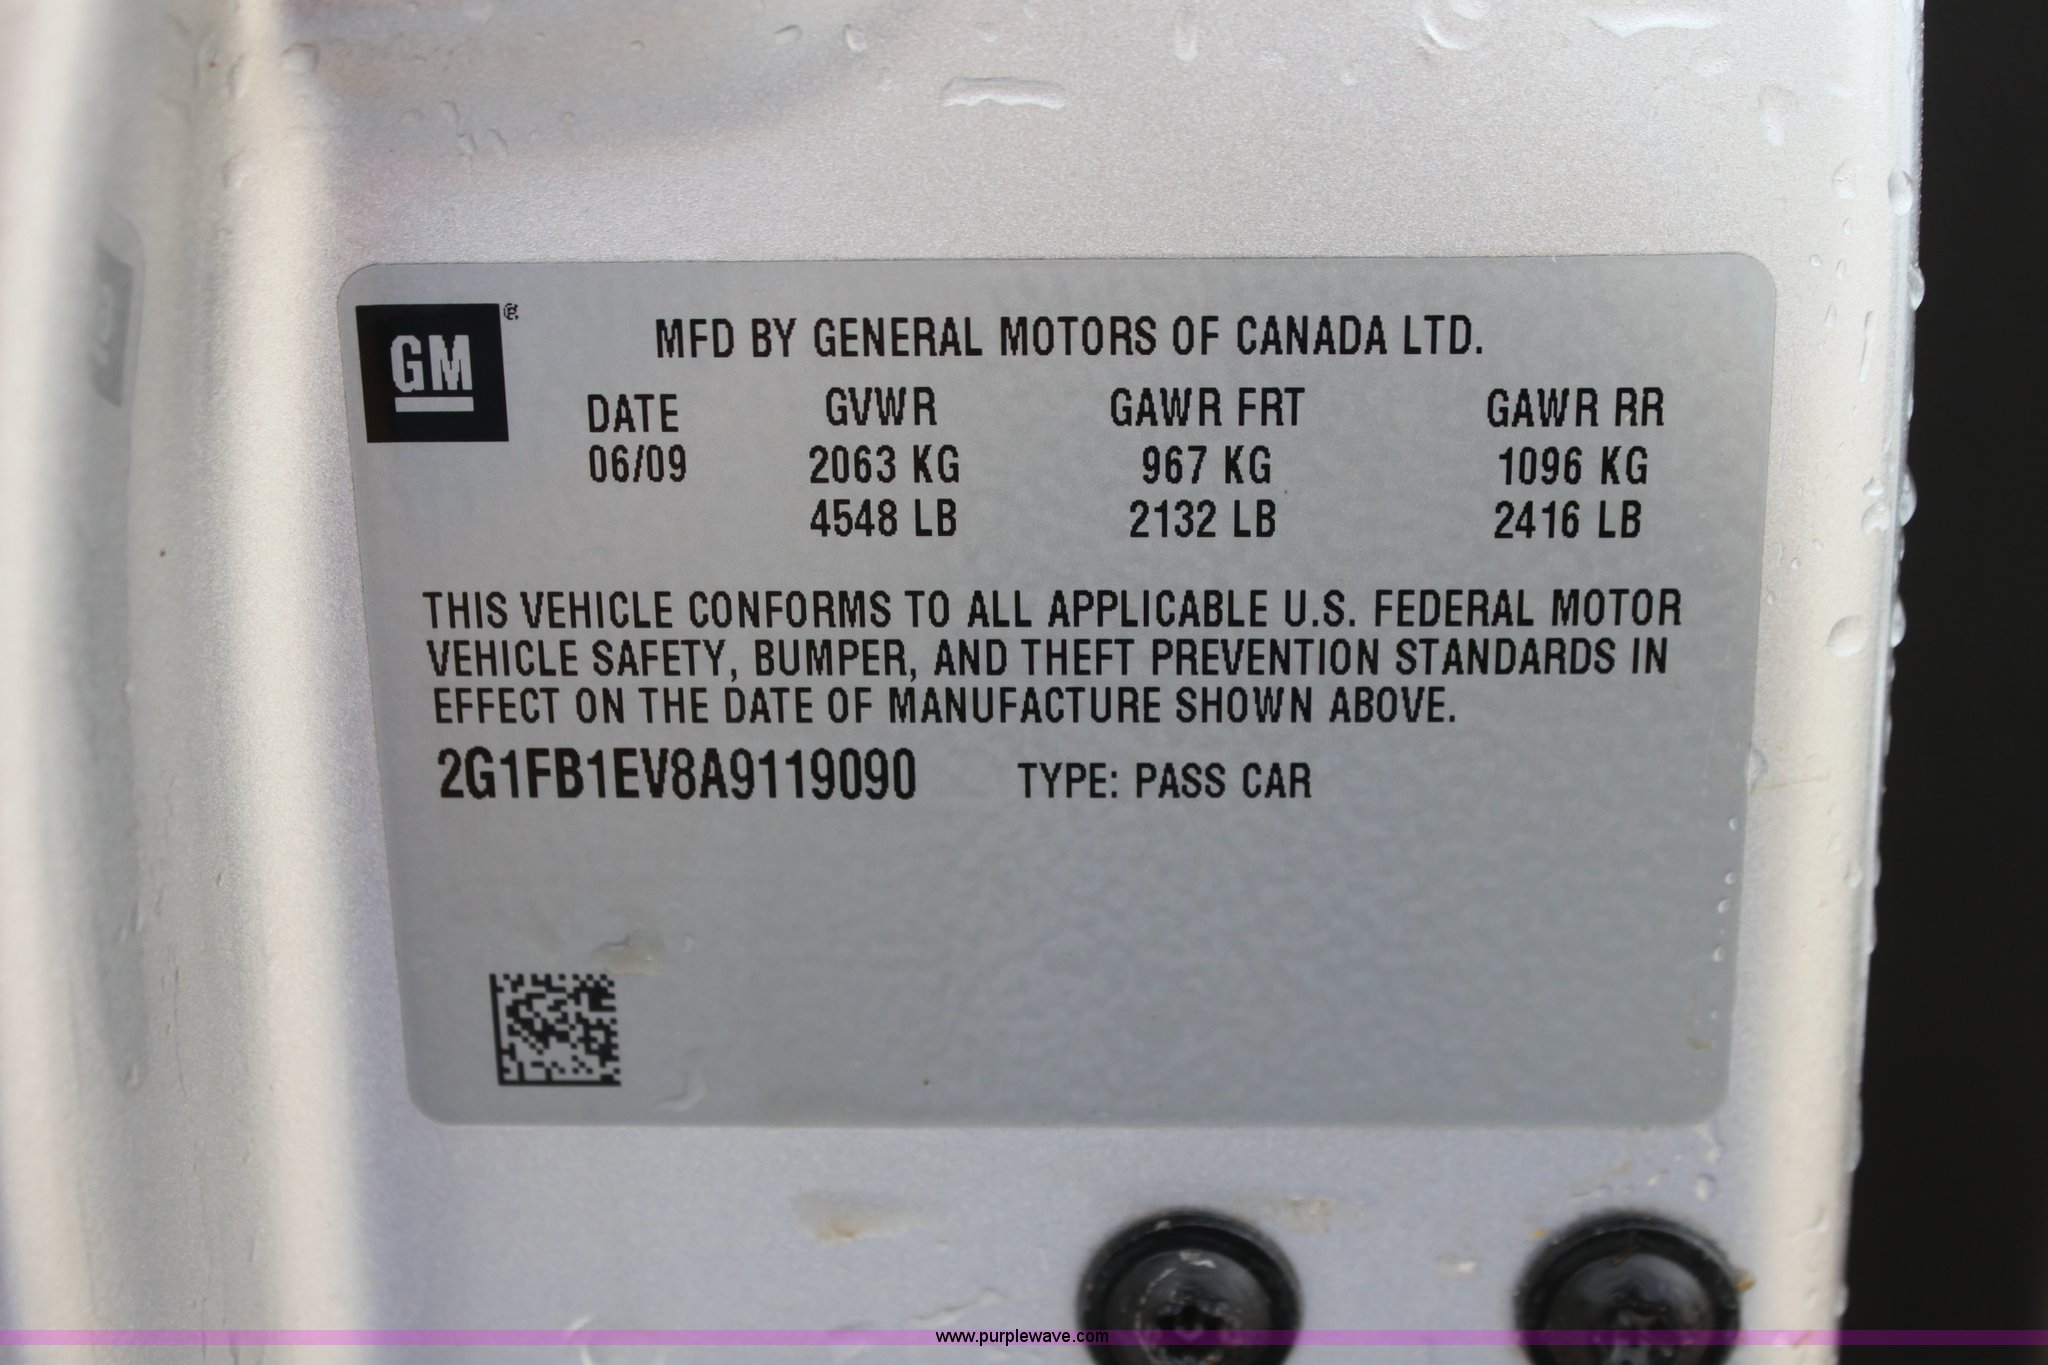 GM®
MFD BY GENERAL MOTORS OF CANADA LTD.
DATE GVWR GAWR FRT GAWR RR
06/09 2063 KG 967 KG 1096 KG
4548 LB 2132 LB 2416 LB
THIS VEHICLE CONFORMS TO ALL APPLICABLE U.S. FEDERAL MOTOR
VEHICLE SAFETY, BUMPER, AND THEFT PREVENTION STANDARDS IN
EFFECT ON THE DATE OF MANUFACTURE SHOWN ABOVE.
2G1FB1EV8A9119090 TYPE: PASS CAR
www.purplewave.com